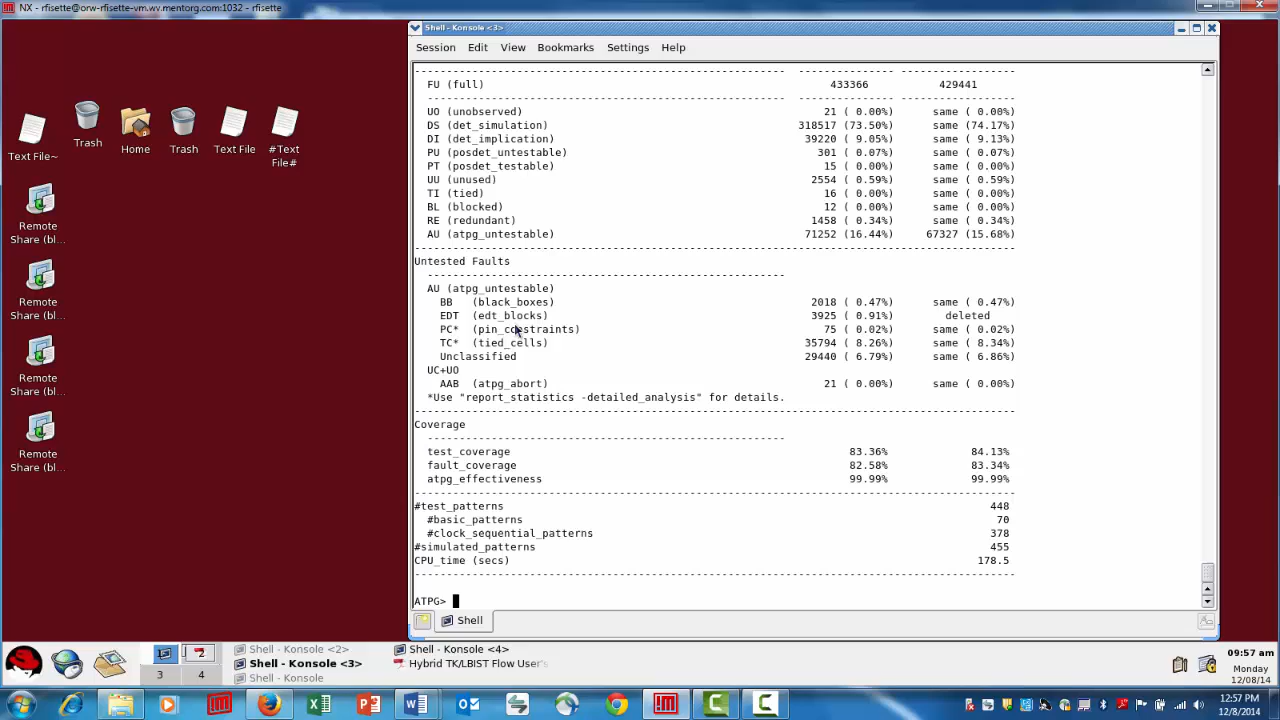 NX - rfisette@orw-rfisette-vm.wv.mentorg.com:1032 - rfisette
Shell - Konsole <3>
Session Edit View Bookmarks Settings Help
FU (full) 433366 429441
UO (unobserved) 21 ( 0.00%) same ( 0.00%)
DS (det_simulation) 318517 (73.50%) same (74.17%)
DI (det_implication) 39220 ( 9.05%) same ( 9.13%)
PU (posdet_untestable) 301 ( 0.07%) same ( 0.07%)
PT (posdet_testable) 15 ( 0.00%) same ( 0.00%)
UU (unused) 2554 ( 0.59%) same ( 0.59%)
TI (tied) 16 ( 0.00%) same ( 0.00%)
BL (blocked) 12 ( 0.00%) same ( 0.00%)
RE (redundant) 1458 ( 0.34%) same ( 0.34%)
AU (atpg_untestable) 71252 (16.44%) 67327 (15.68%)
Untested Faults
AU (atpg_untestable)
BB (black_boxes) 2018 ( 0.47%) same ( 0.47%)
EDT (edt_blocks) 3925 ( 0.91%) deleted
PC* (pin_constraints) 75 ( 0.02%) same ( 0.02%)
TC* (tied_cells) 35794 ( 8.26%) same ( 8.34%)
Unclassified 29440 ( 6.79%) same ( 6.86%)
UC+UO
AAB (atpg_abort) 21 ( 0.00%) same ( 0.00%)
*Use "report_statistics -detailed_analysis" for details.
Coverage
test_coverage 83.36% 84.13%
fault_coverage 82.58% 83.34%
atpg_effectiveness 99.99% 99.99%
#test_patterns 448
#basic_patterns 70
#clock_sequential_patterns 378
#simulated_patterns 455
CPU_time (secs) 178.5
ATPG>
Shell
Text File~
Trash
Home
Trash
Text File
#Text
File#
Remote
Share (bl...
Remote
Share (bl...
Remote
Share (bl...
Remote
Share (bl...
1 2
3 4
Shell - Konsole <2>
Shell - Konsole <3>
Shell - Konsole
Shell - Konsole <4>
Hybrid TK/LBIST Flow User's
09:57 am
Monday
12/08/14
12:57 PM
12/8/2014